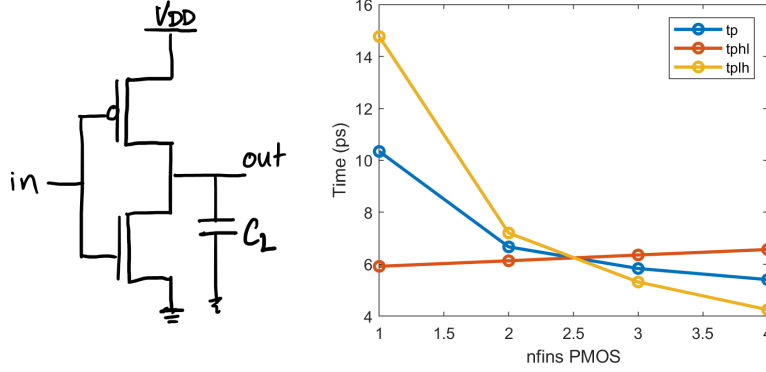 VDD
in
out
CL
16
14
12
10
8
6
4
Time (ps)
1
1.5
2
2.5
3
3.5
4
nfins PMOS
tp
tphl
tplh